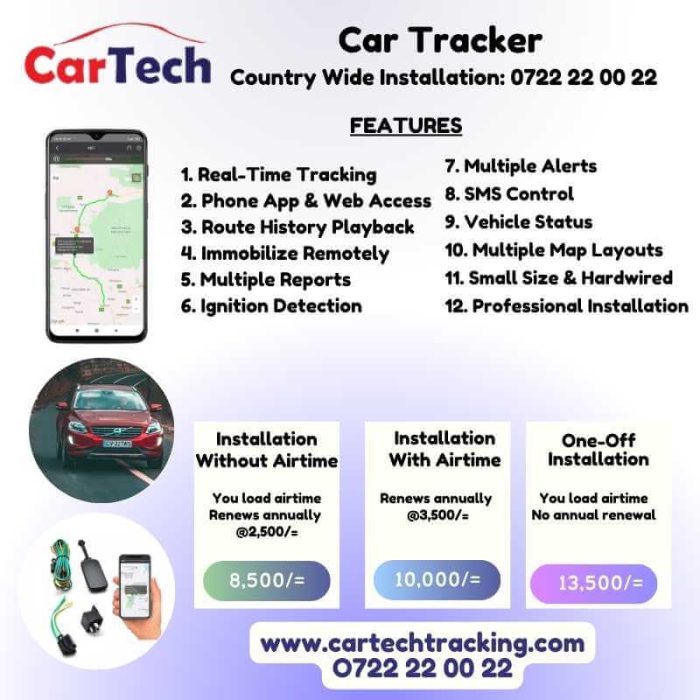 CarTech
Car Tracker
Country Wide Installation: 0722 22 00 22
FEATURES
1. Real-Time Tracking
2. Phone App & Web Access
3. Route History Playback
4. Immobilize Remotely
5. Multiple Reports
6. Ignition Detection
7. Multiple Alerts
8. SMS Control
9. Vehicle Status
10. Multiple Map Layouts
11. Small Size & Hardwired
12. Professional Installation
Installation
Without Airtime
You load airtime
Renews annually
@2,500/=
8,500/=
Installation
With Airtime
Renews annually
@3,500/=
10,000/=
One-Off
Installation
You load airtime
No annual renewal
13,500/=
www.cartechtracking.com
0722 22 00 22